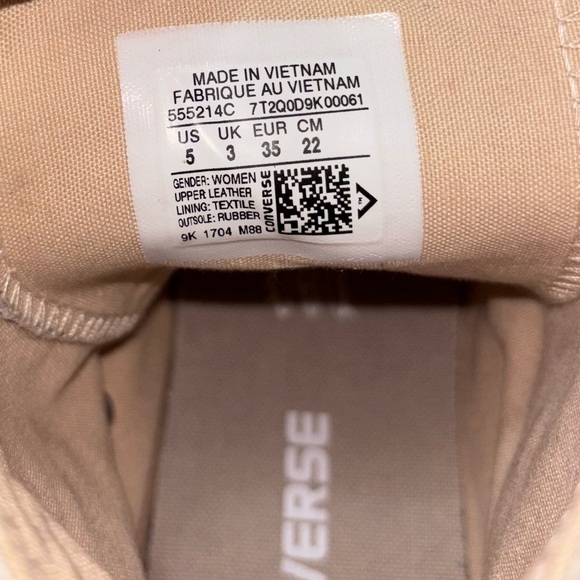 MADE IN VIETNAM
FABRIQUE AU VIETNAM
555214C 7T2Q0D9K00061
US UK EUR CM
5 3 35 22
GENDER: WOMEN
UPPER LEATHER
LINING: TEXTILE
OUTSOLE: RUBBER
9K 1704 M88
CONVERSE
™
VERSE